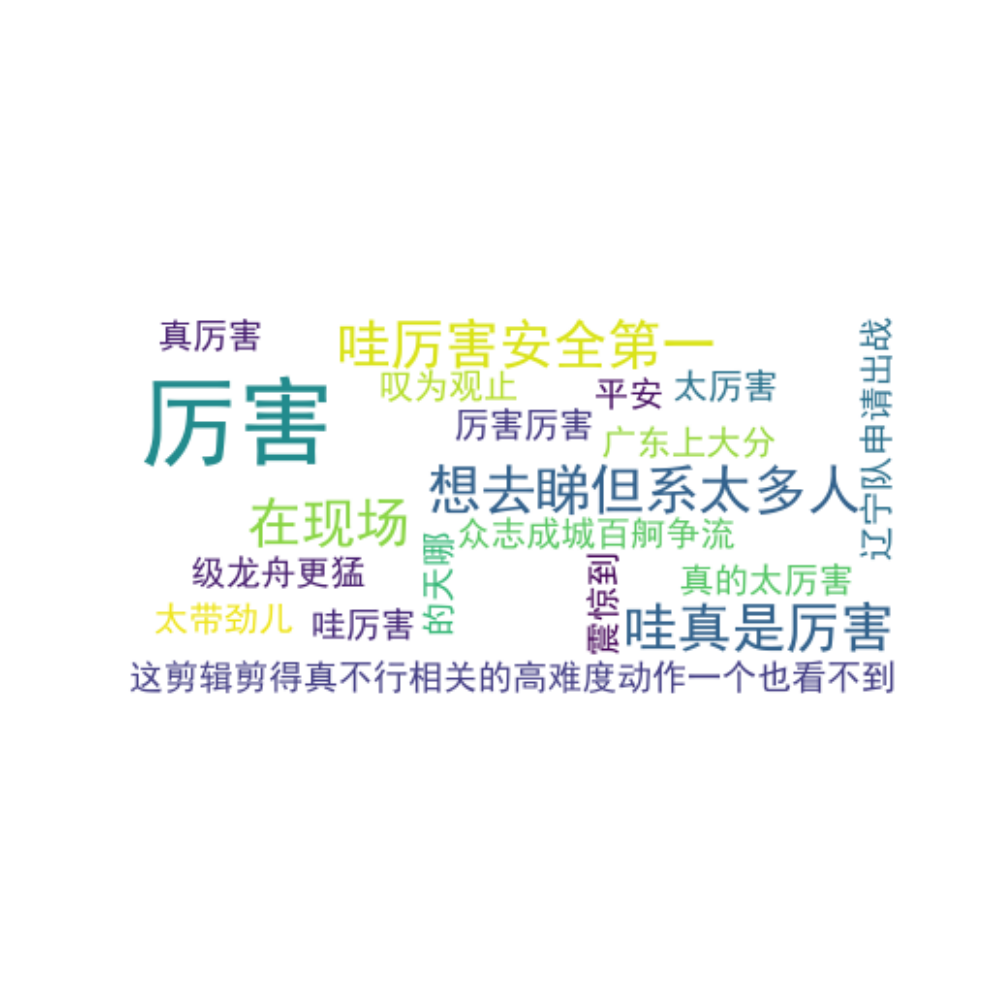 真厉害
哇厉害安全第一
辽宁队申请出战
叹为观止
平安
太厉害
厉害
厉害厉害
广东上大分
想去睇但系太多人
在现场
众志成城百舸争流
的天哪
级龙舟更猛
震惊到
真的太厉害
太带劲儿
哇厉害
哇真是厉害
这剪辑剪得真不行相关的高难度动作一个也看不到